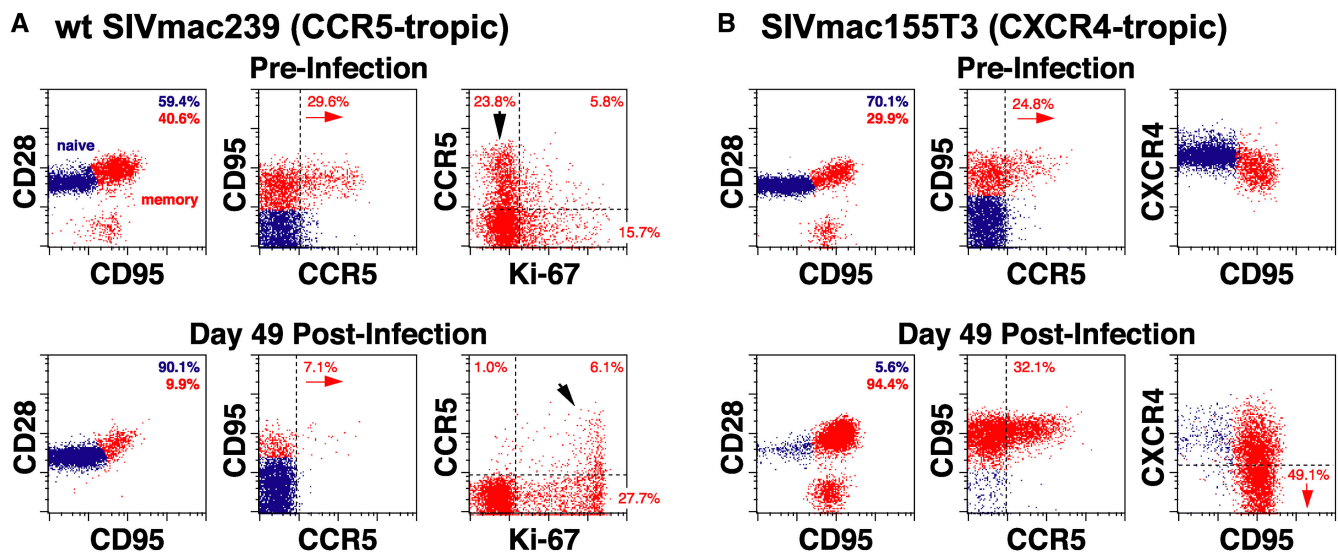 A wt SIVmac239 (CCR5-tropic)
Pre-Infection
59.4%
40.6%
naive
memory
CD28
CD95
29.6%
CD95
CCR5
23.8%
5.8%
15.7%
CCR5
Ki-67
Day 49 Post-Infection
90.1%
9.9%
CD28
CD95
7.1%
CD95
CCR5
1.0%
6.1%
27.7%
CCR5
Ki-67
B SIVmac155T3 (CXCR4-tropic)
Pre-Infection
70.1%
29.9%
CD28
CD95
24.8%
CD95
CCR5
CXCR4
CD95
Day 49 Post-Infection
5.6%
94.4%
CD28
CD95
32.1%
CD95
CCR5
49.1%
CXCR4
CD95